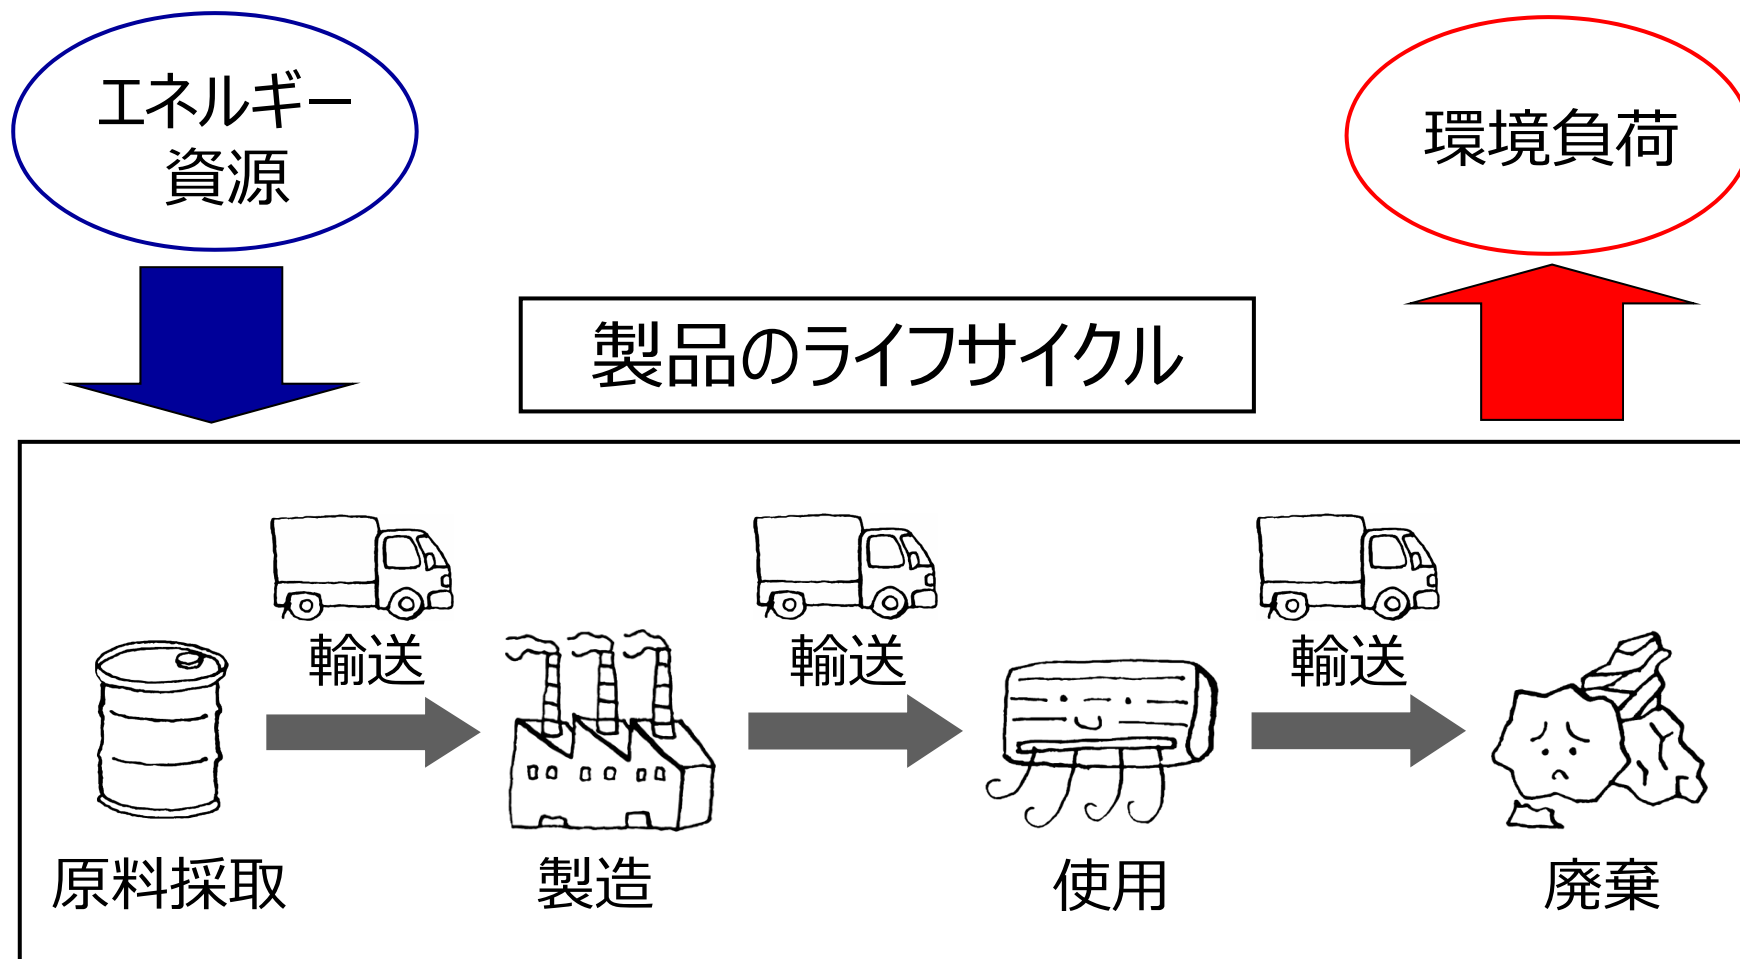 エネルギー
資源
環境負荷
製品のライフサイクル
輸送
輸送
輸送
原料採取
製造
使用
廃棄